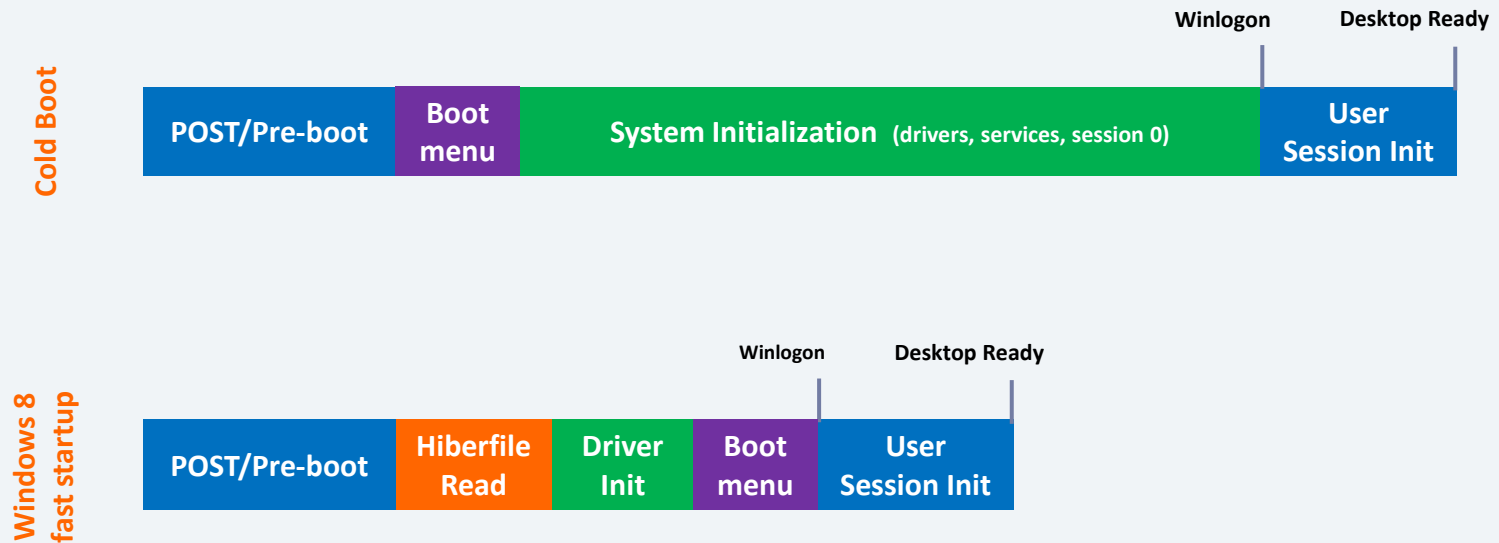 Winlogon
Desktop Ready
Cold Boot
POST/Pre-boot
Boot
menu
System Initialization (drivers, services, session 0)
User
Session Init
Winlogon
Desktop Ready
Windows 8
fast startup
POST/Pre-boot
Hiberfile
Read
Driver
Init
Boot
menu
User
Session Init